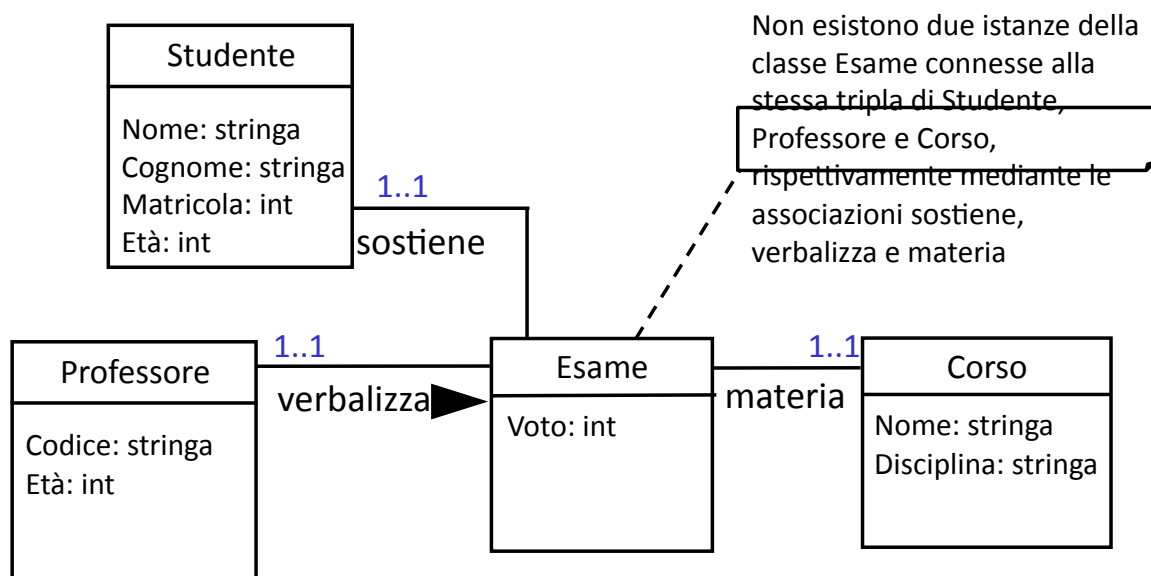 Studente
Nome: stringa
Cognome: stringa
Matricola: int
Età: int
1..1
sostiene
Non esistono due istanze della
classe Esame connesse alla
stessa tripla di Studente,
Professore e Corso,
rispettivamente mediante le
associazioni sostiene,
verbalizza e materia
Professore
Codice: stringa
Età: int
1..1
verbalizza
Esame
Voto: int
1..1
materia
Corso
Nome: stringa
Disciplina: stringa